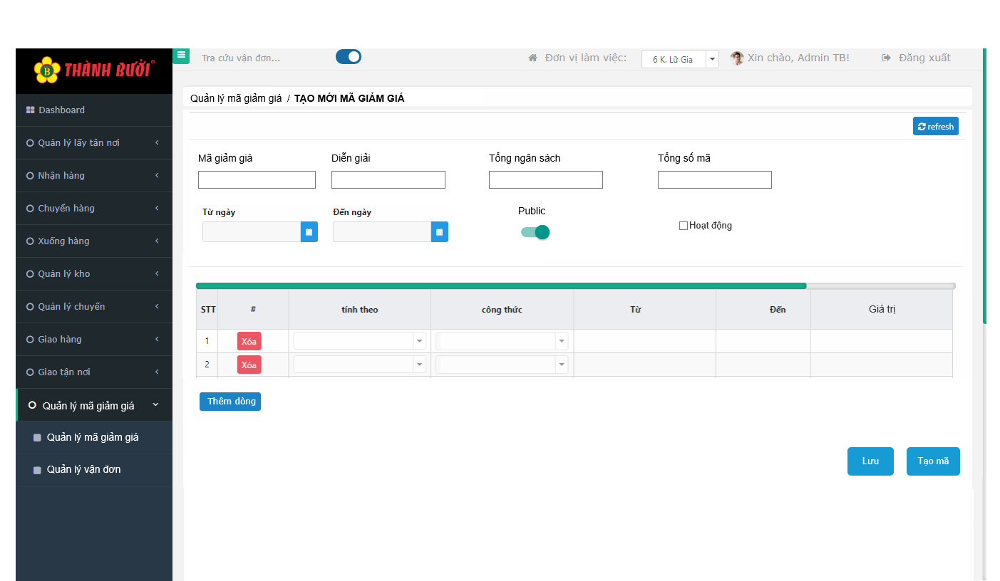 THÀNH BƯỞI
Tra cứu vận đơn...
Đơn vị làm việc:
6 K. Lữ Gia
Xin chào, Admin TB!
Đăng xuất
Quản lý mã giảm giá / TẠO MỚI MÃ GIẢM GIÁ
refresh
Dashboard
Quản lý lấy tận nơi
Nhận hàng
Chuyển hàng
Xuống hàng
Quản lý kho
Quản lý chuyến
Giao hàng
Giao tận nơi
Quản lý mã giảm giá
Quản lý mã giảm giá
Quản lý vận đơn
Mã giảm giá
Diễn giải
Tổng ngân sách
Tổng số mã
Từ ngày
Đến ngày
Public
Hoạt động
STT # tính theo công thức Từ Đến Giá trị
1 Xóa
2 Xóa
Thêm dòng
Lưu
Tạo mã